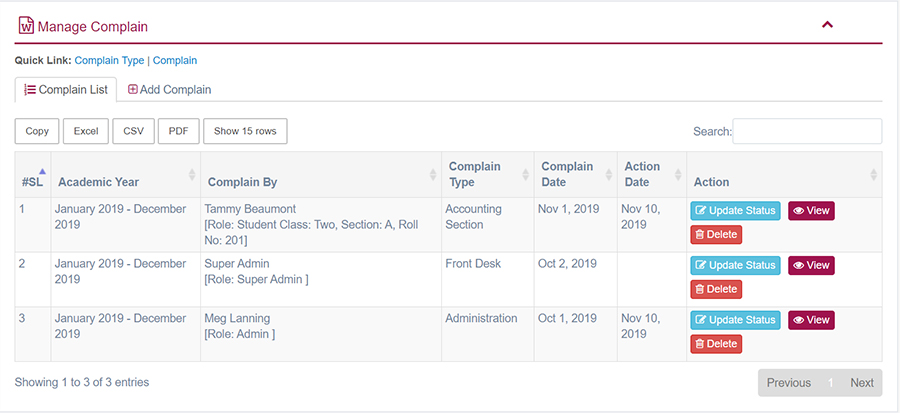 Manage Complain
Quick Link: Complain Type | Complain
Complain List Add Complain
Copy Excel CSV PDF Show 15 rows Search:
#SL Academic Year Complain By Complain Type Complain Date Action Date Action
1 January 2019 - December 2019 Tammy Beaumont [Role: Student Class: Two, Section: A, Roll No: 201] Accounting Section Nov 1, 2019 Nov 10, 2019 Update Status View Delete
2 January 2019 - December 2019 Super Admin [Role: Super Admin ] Front Desk Oct 2, 2019 Update Status View Delete
3 January 2019 - December 2019 Meg Lanning [Role: Admin ] Administration Oct 1, 2019 Nov 10, 2019 Update Status View Delete
Showing 1 to 3 of 3 entries Previous 1 Next